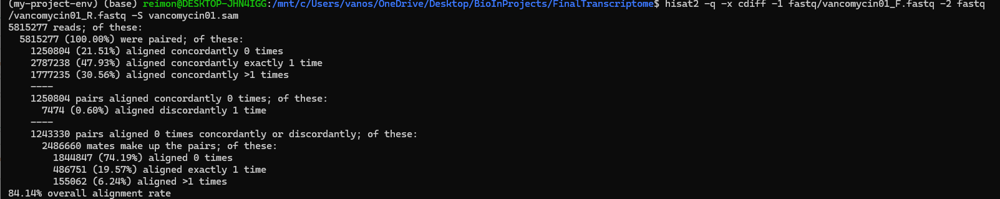 (my-project-env) (base) reimon@DESKTOP-JHN4IGG:/mnt/c/Users/vanos/OneDrive/Desktop/BioInProjects/FinalTranscriptome$ hisat2 -q -x cdiff -1 fastq/vancomycin01_F.fastq -2 fastq
/vancomycin01_R.fastq -S vancomycin01.sam
5815277 reads; of these:
  5815277 (100.00%) were paired; of these:
    1250804 (21.51%) aligned concordantly 0 times
    2787238 (47.93%) aligned concordantly exactly 1 time
    1777235 (30.56%) aligned concordantly >1 times
    ----
    1250804 pairs aligned concordantly 0 times; of these:
      7474 (0.60%) aligned discordantly 1 time
    ----
    1243330 pairs aligned 0 times concordantly or discordantly; of these:
      2486660 mates make up the pairs; of these:
        1844847 (74.19%) aligned 0 times
        486751 (19.57%) aligned exactly 1 time
        155062 (6.24%) aligned >1 times
84.14% overall alignment rate